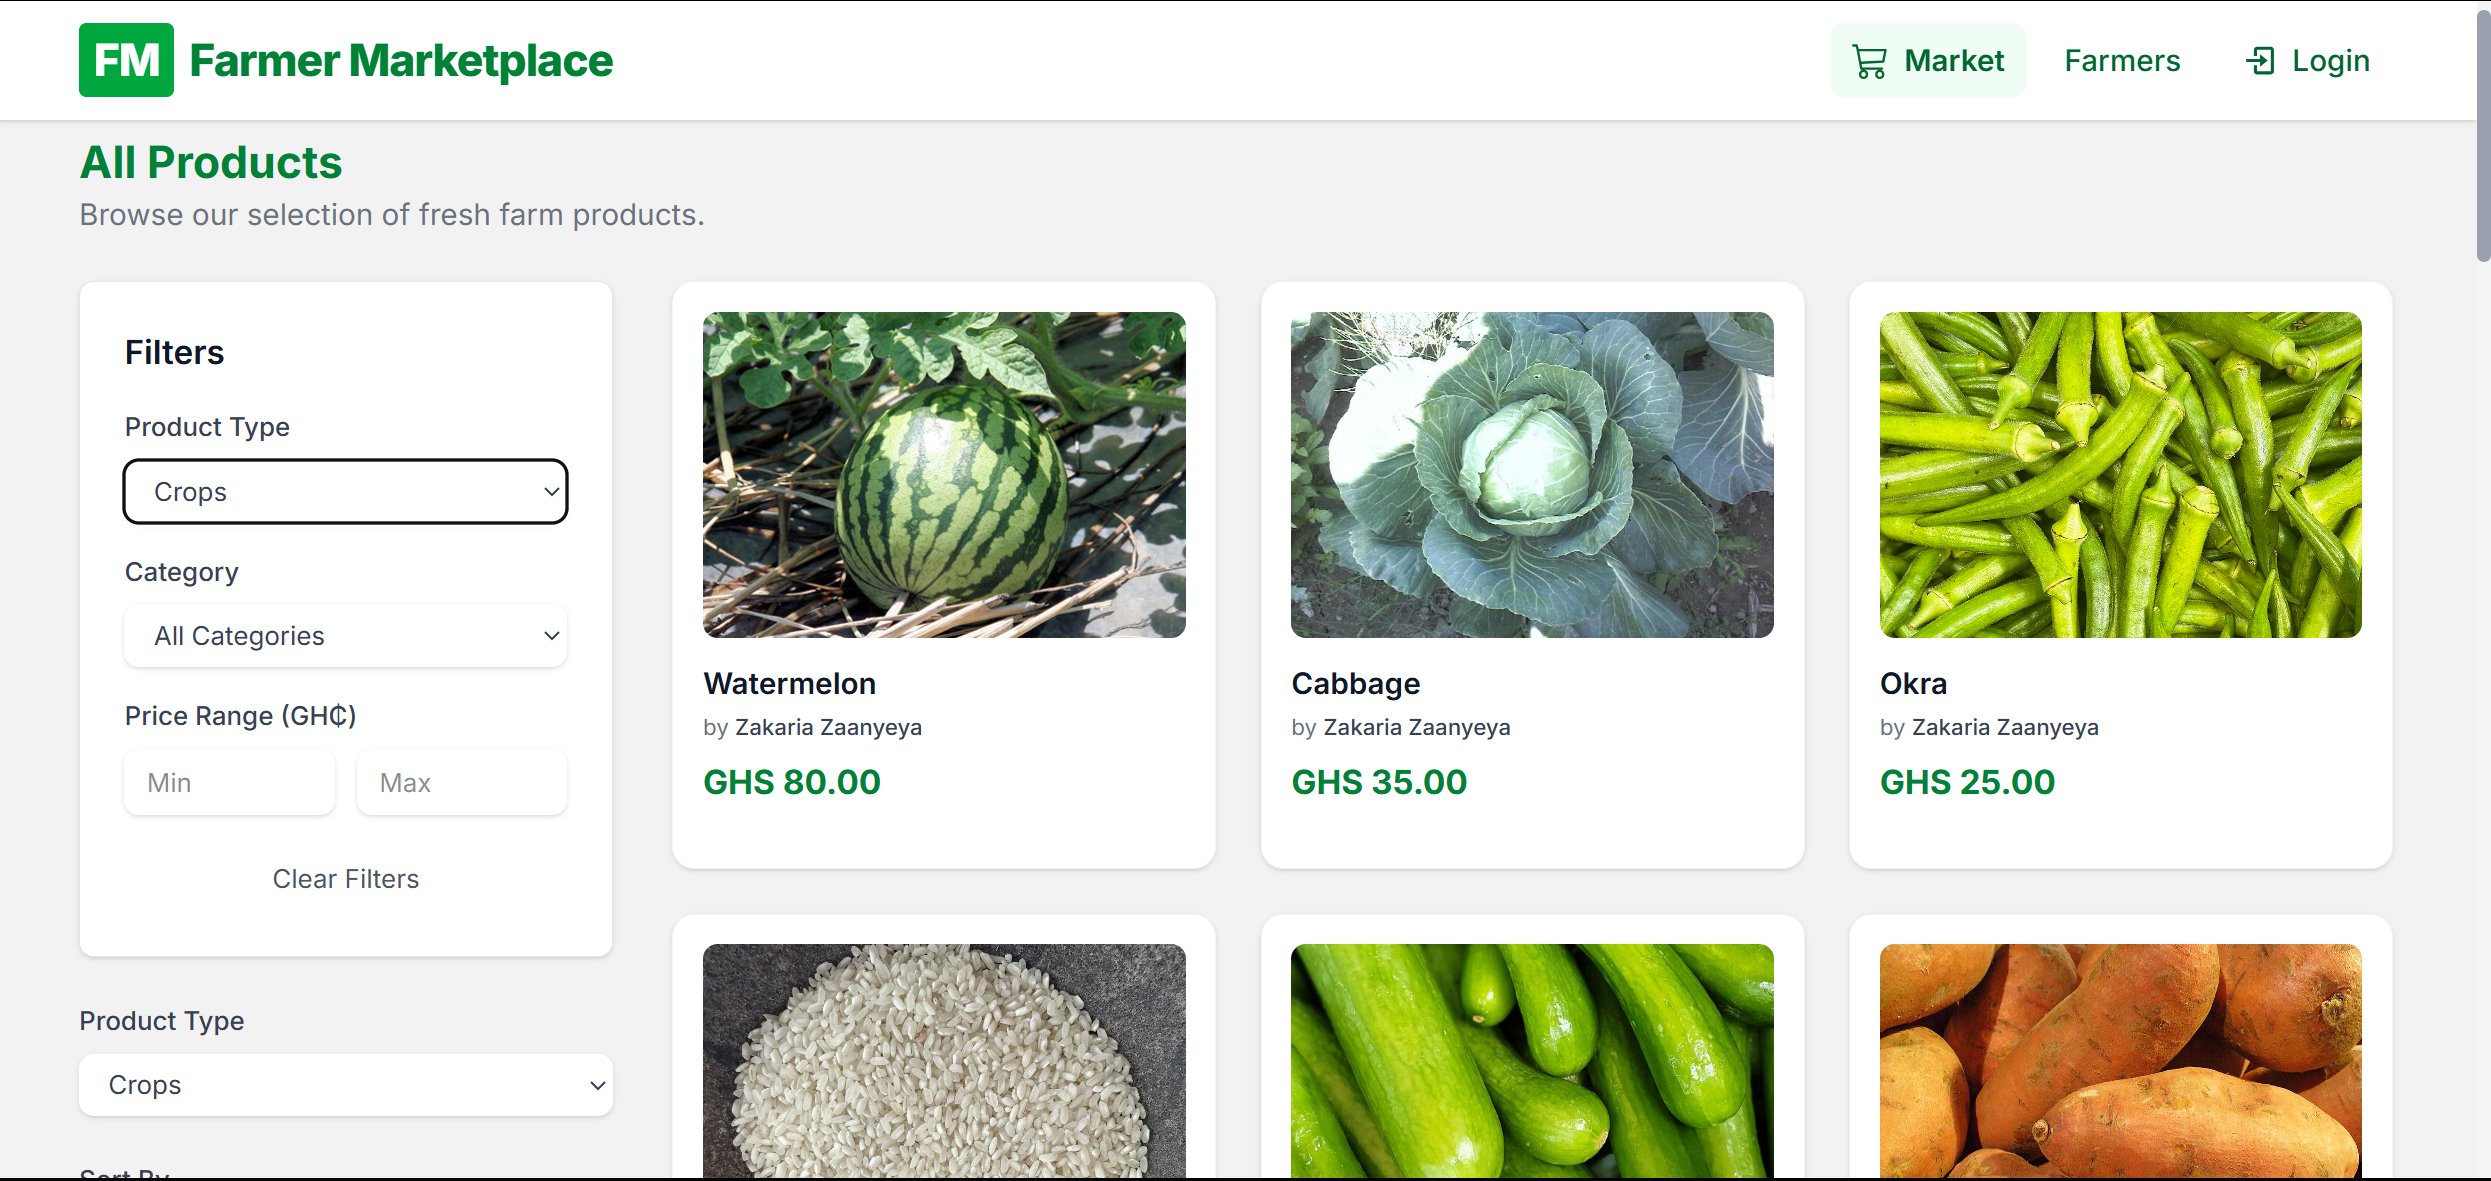 FM Farmer Marketplace
Market
Farmers
Login
All Products
Browse our selection of fresh farm products.
Filters
Product Type
Crops
Category
All Categories
Price Range (GH₵)
Min
Max
Clear Filters
Product Type
Crops
Sort By
Watermelon
by Zakaria Zaanyeya
GHS 80.00
Cabbage
by Zakaria Zaanyeya
GHS 35.00
Okra
by Zakaria Zaanyeya
GHS 25.00